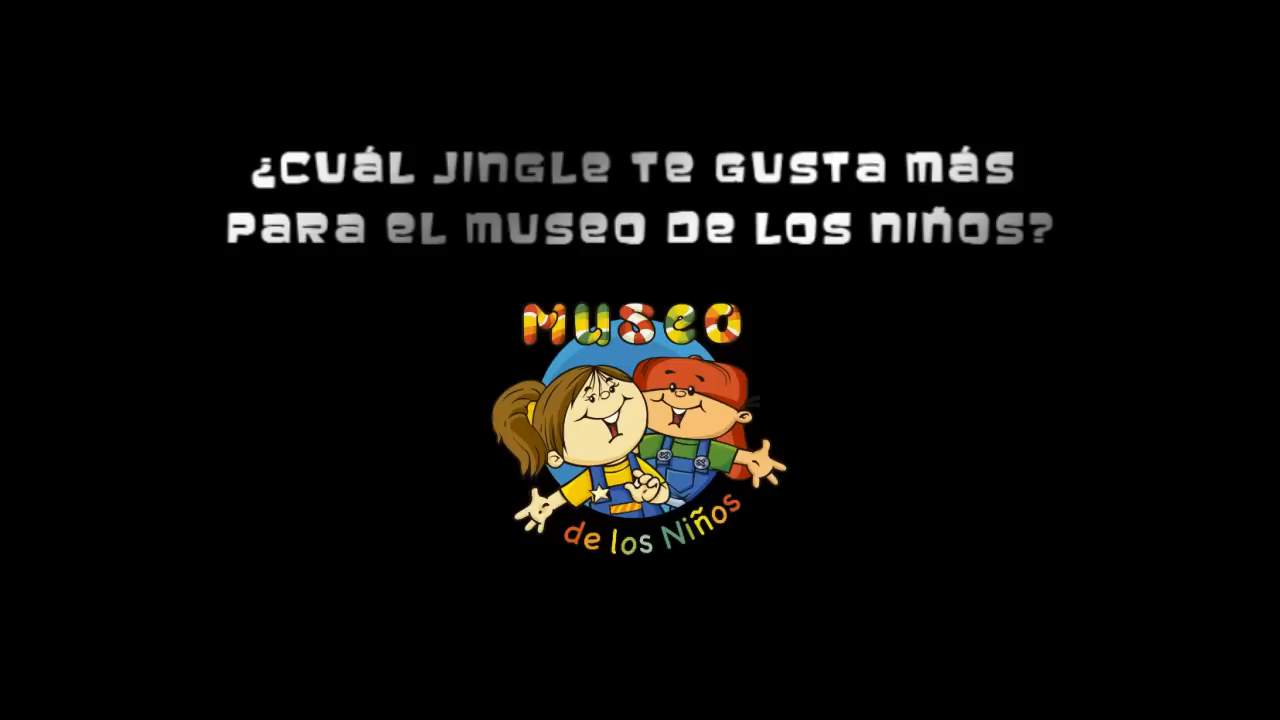 ¿CUÁL JINGLE TE GUSTA MÁS
PARA EL MUSEO DE LOS NIÑOS?
MUSEO
de los Niños